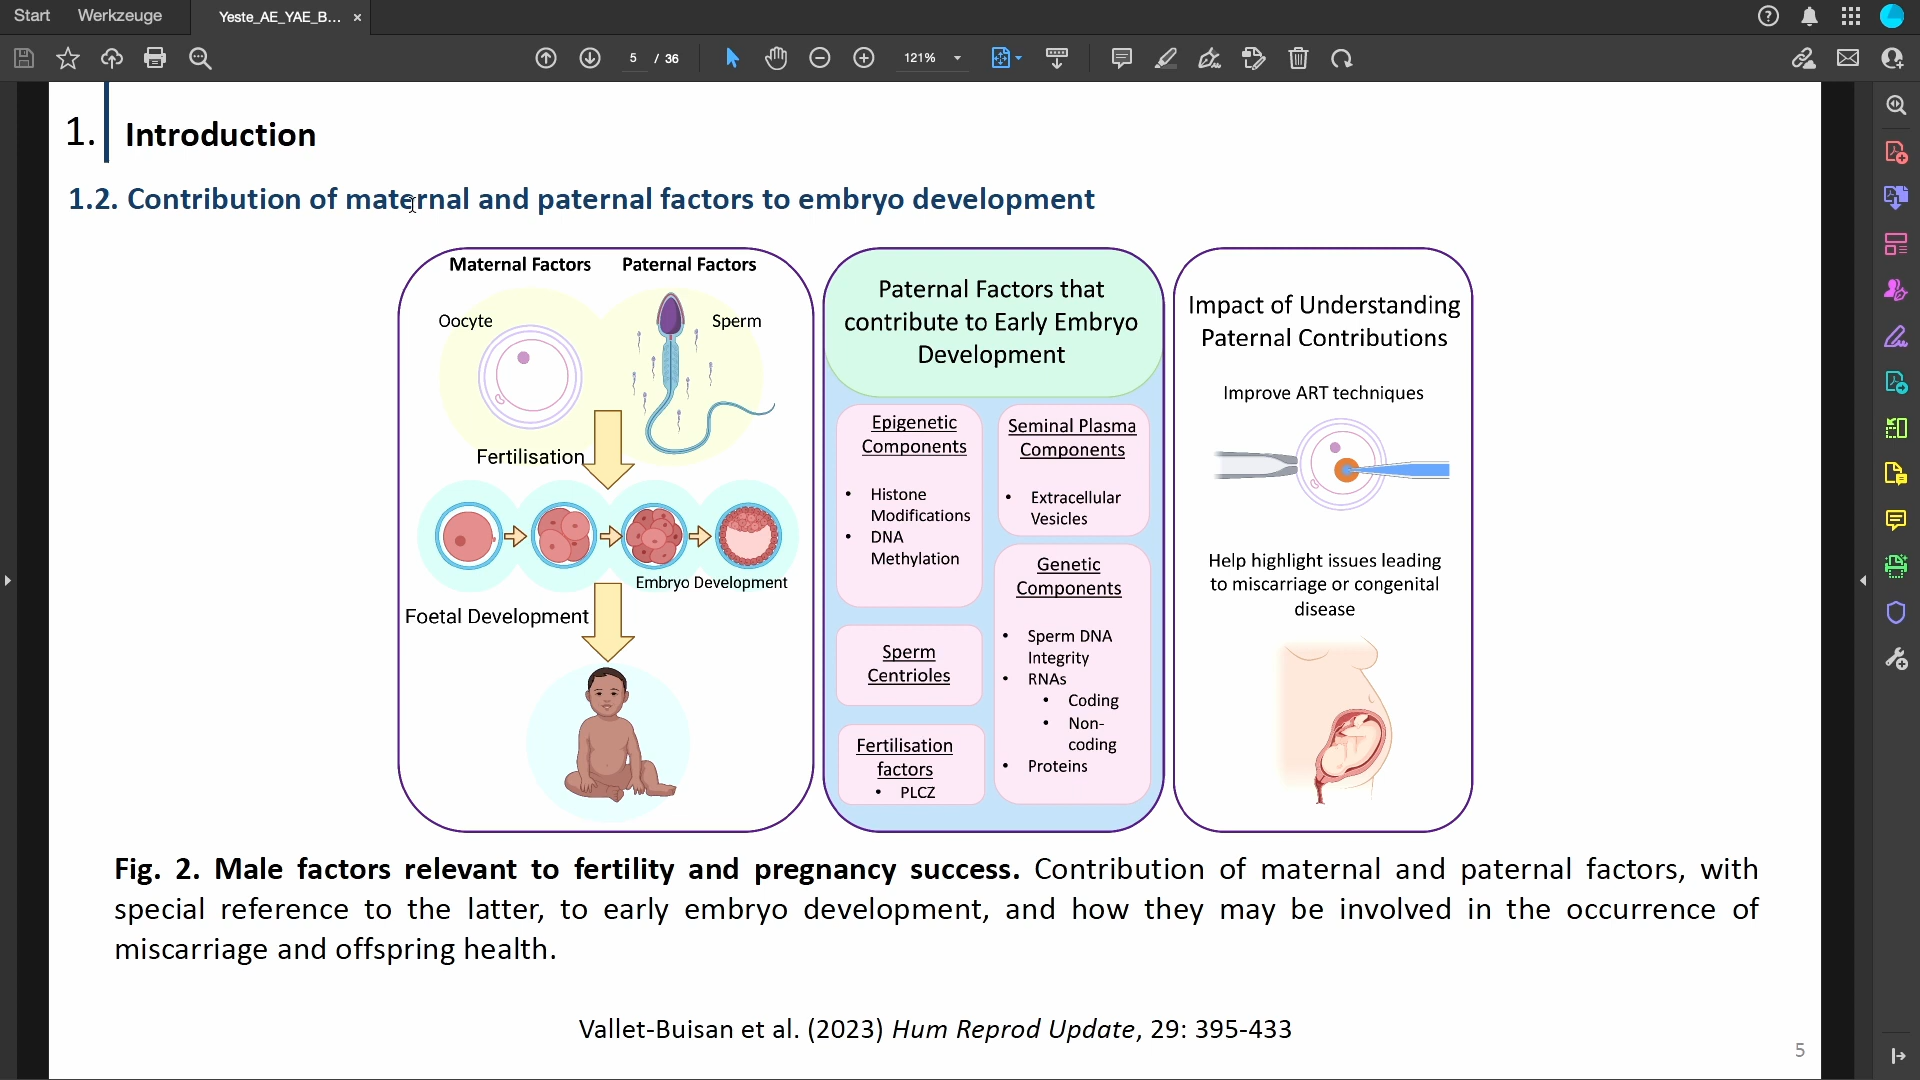 Start
Werkzeuge
Yeste_AE_YAE_B...
5 / 36
121%
1.
Introduction
1.2. Contribution of maternal and paternal factors to embryo development
Maternal Factors
Paternal Factors
Oocyte
Sperm
Fertilisation
Embryo Development
Foetal Development
Paternal Factors that
contribute to Early Embryo
Development
Epigenetic
Components
• Histone
Modifications
• DNA
Methylation
Sperm
Centrioles
Fertilisation
factors
• PLCZ
Seminal Plasma
Components
• Extracellular
Vesicles
Genetic
Components
• Sperm DNA
Integrity
• RNAs
• Coding
• Non-
coding
• Proteins
Impact of Understanding
Paternal Contributions
Improve ART techniques
Help highlight issues leading
to miscarriage or congenital
disease
Fig. 2. Male factors relevant to fertility and pregnancy success. Contribution of maternal and paternal factors, with
special reference to the latter, to early embryo development, and how they may be involved in the occurrence of
miscarriage and offspring health.
Vallet-Buisan et al. (2023) Hum Reprod Update, 29: 395-433
5